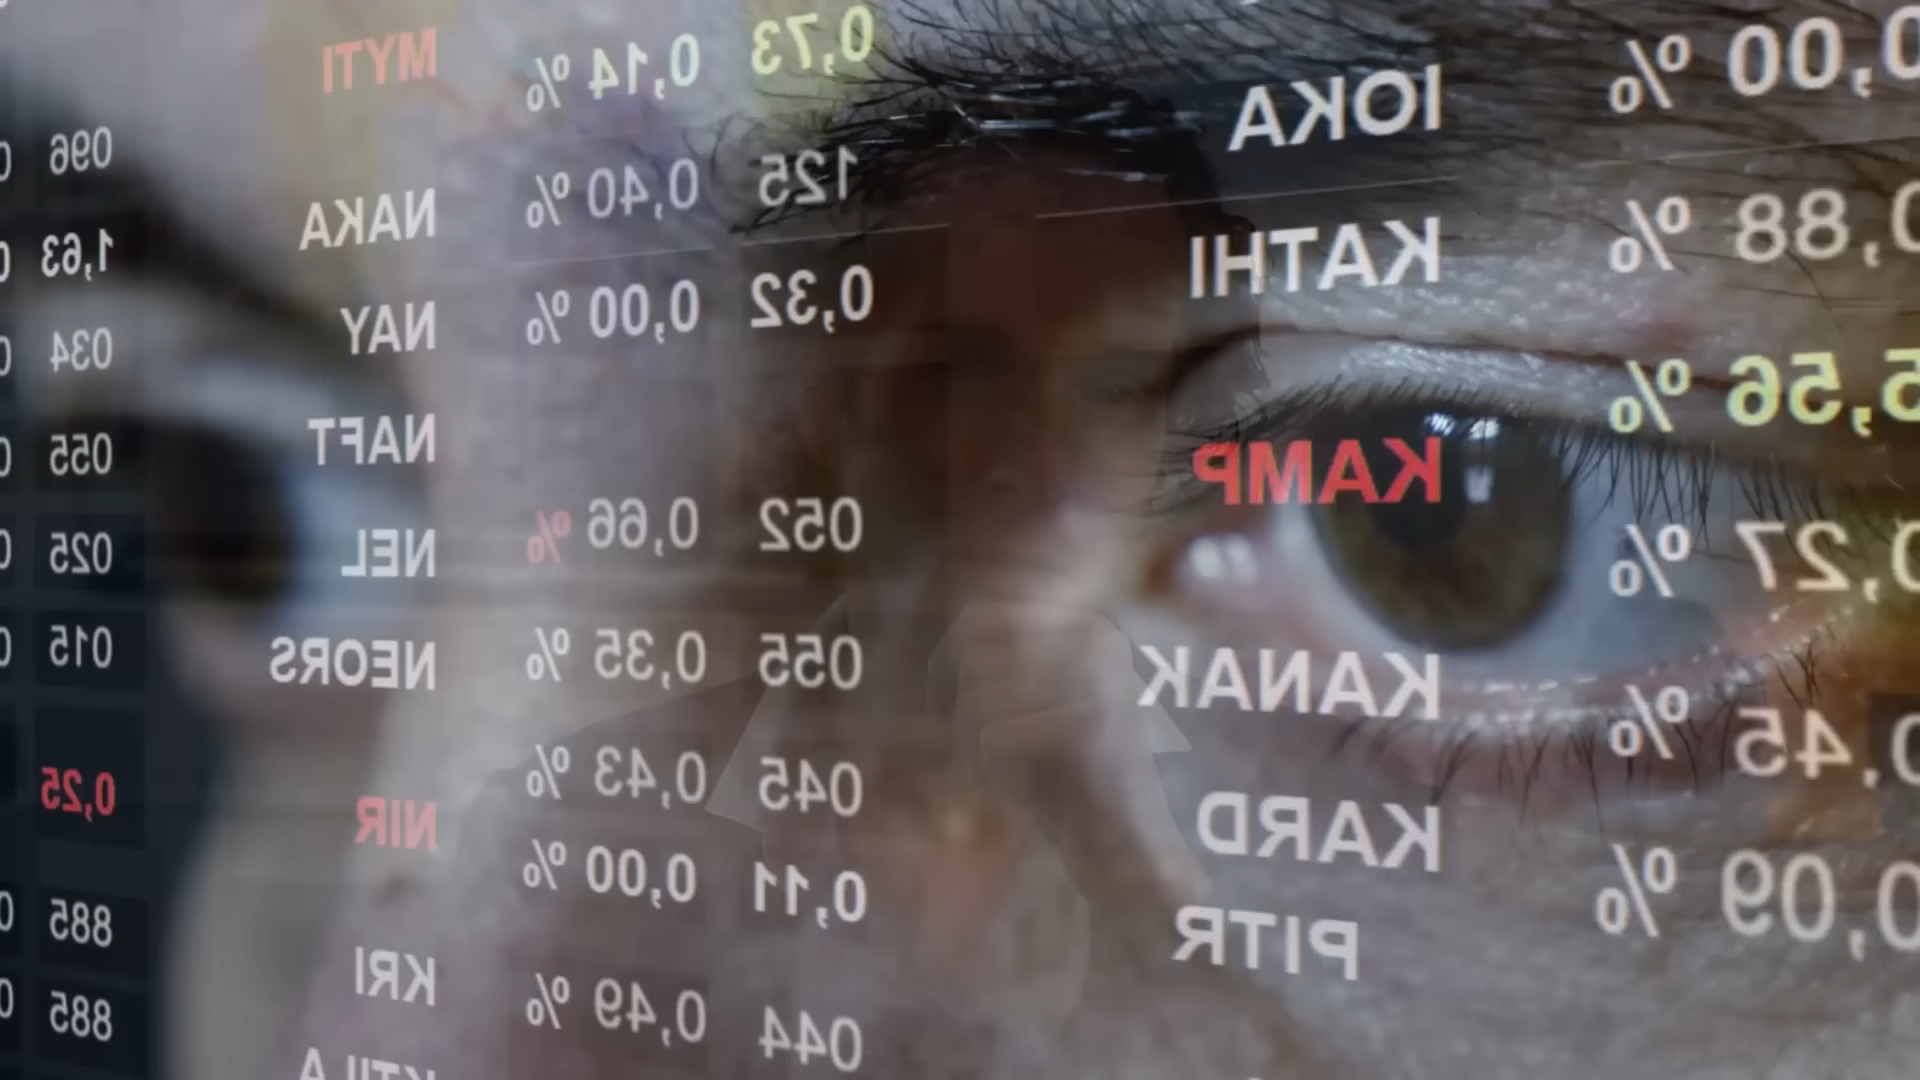 0,00 % IOKA 0,73 0,14 % MYTI
0,88 % KATHI 125 0,40 % NAKA 096
5,56 % KAMP 0,32 0,00 % NAY 1,63
NAFT 034
055
0,27 % 052 0,66 % NEL 025
0,45 % KANAK 055 0,35 % NEORS 015
KARD 045 0,43 % NIR 0,25
0,09 % PITR 0,11 0,00 % 885
044 0,49 % KRI 885